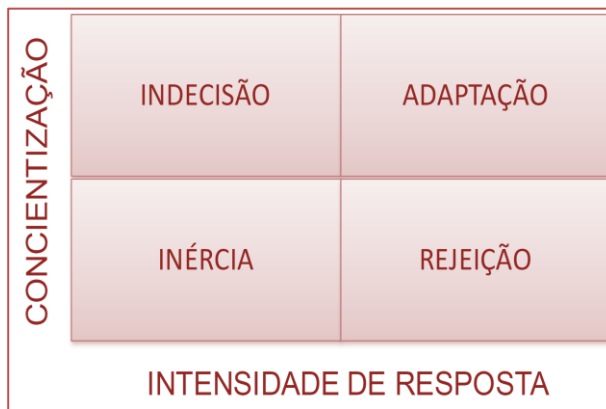 CONCIENTIZAÇÃO
INDECISÃO
ADAPTAÇÃO
INÉRCIA
REJEIÇÃO
INTENSIDADE DE RESPOSTA